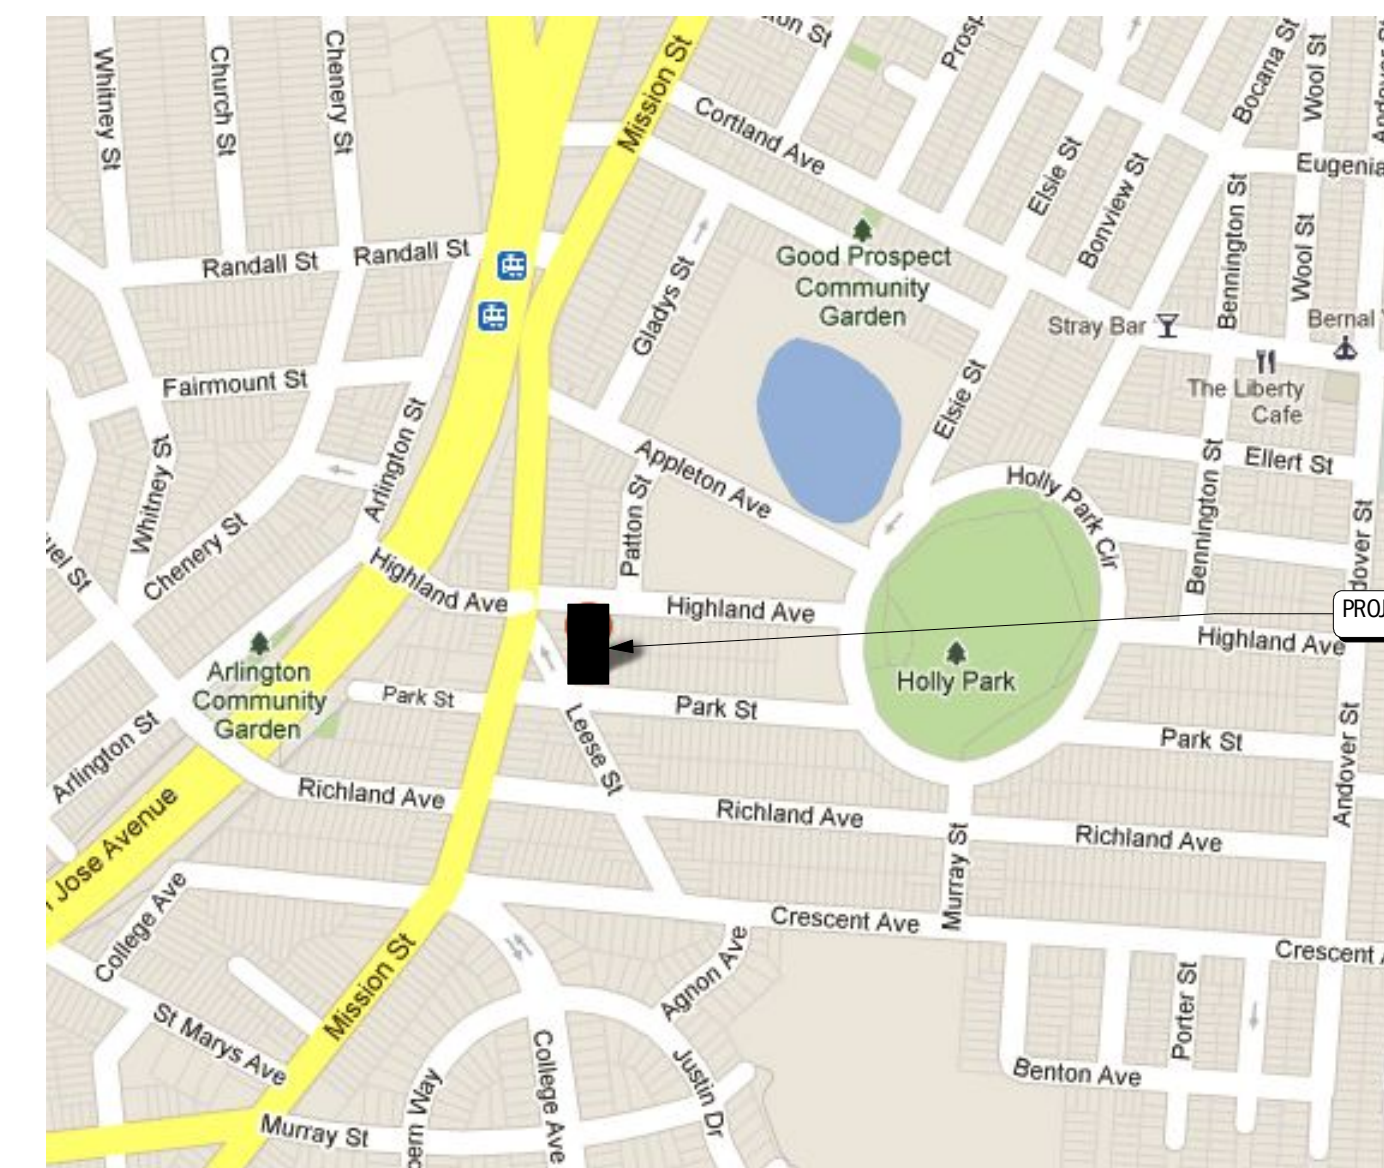 Mission St
Whitney St
Church St
Chenery St
Cortland Ave
Bocana St
Wool St
Elsie St
Bonview St
Bennington St
Wool St
Randall St
Randall St
Gladys St
Good Prospect
Community
Garden
Stray Bar
Bernal
The Liberty
Cafe
Fairmount St
Arlington St
Elsie St
Whitney St
Chenery St
Appleton Ave
Patton St
Holly Park Cir
Ellert St
Bennington St
Highland Ave
Highland Ave
Highland Ave
PROJ
Holly Park
Arlington
Community
Garden
Park St
Park St
Park St
Arlington St
Leese St
Andover St
Richland Ave
Richland Ave
Richland Ave
Jose Avenue
College Ave
Murray St
Crescent Ave
Crescent
Mission St
Agnon Ave
St Marys Ave
Porter St
College Ave
Justin Dr
Benton Ave
Murray St